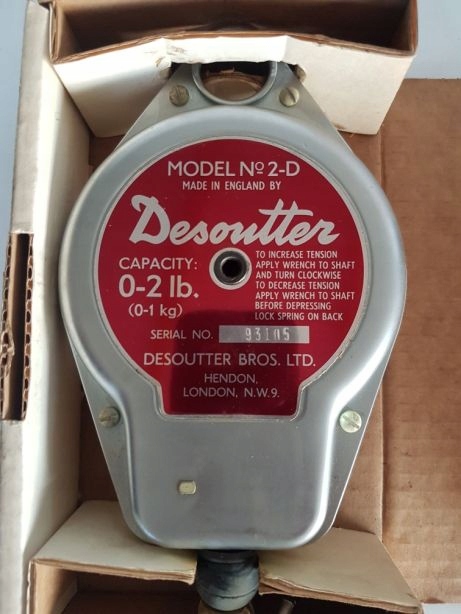 MODEL Nº 2-D
MADE IN ENGLAND BY
Desoutter
CAPACITY:
0-2 lb.
(0-1 kg)
TO INCREASE TENSION
APPLY WRENCH TO SHAFT
AND TURN CLOCKWISE
TO DECREASE TENSION
APPLY WRENCH TO SHAFT
BEFORE DEPRESSING
LOCK SPRING ON BACK
SERIAL NO. 93105
DESOUTTER BROS. LTD.
HENDON,
LONDON, N.W.9.